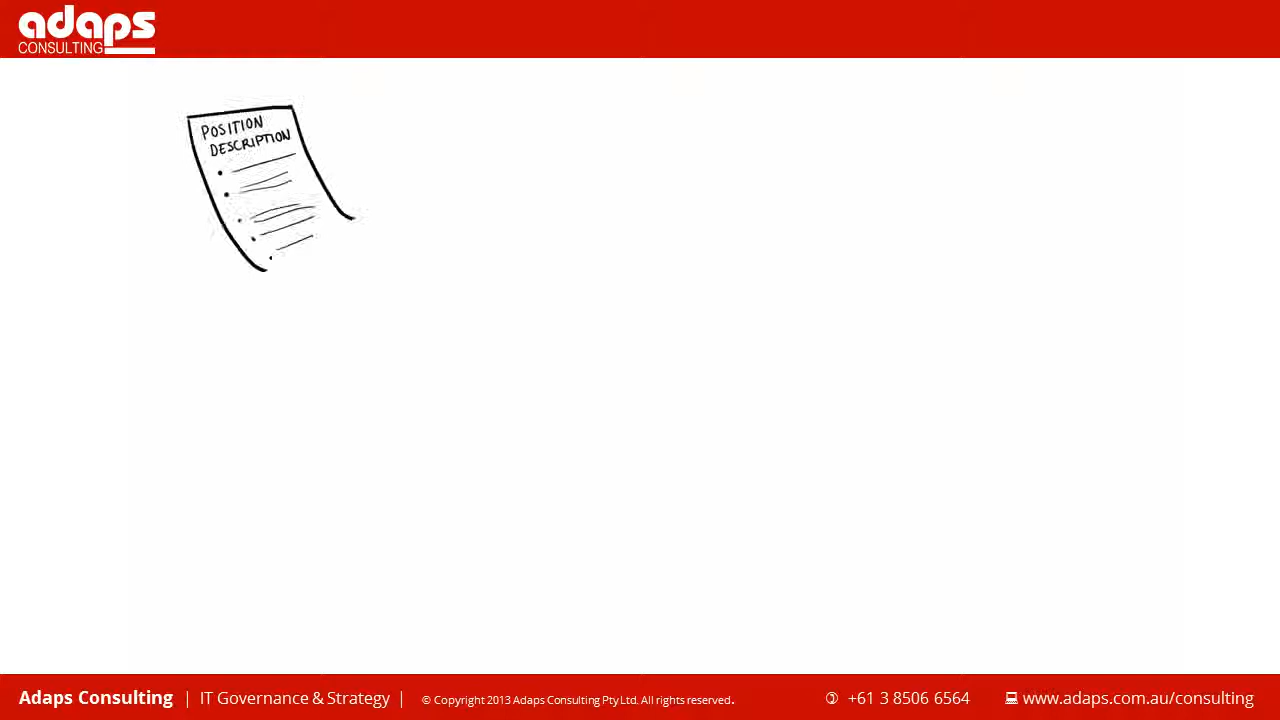 adaps
CONSULTING
POSITION
DESCRIPTION
Adaps Consulting | IT Governance & Strategy | © Copyright 2013 Adaps Consulting Pty Ltd. All rights reserved. +61 3 8506 6564 www.adaps.com.au/consulting